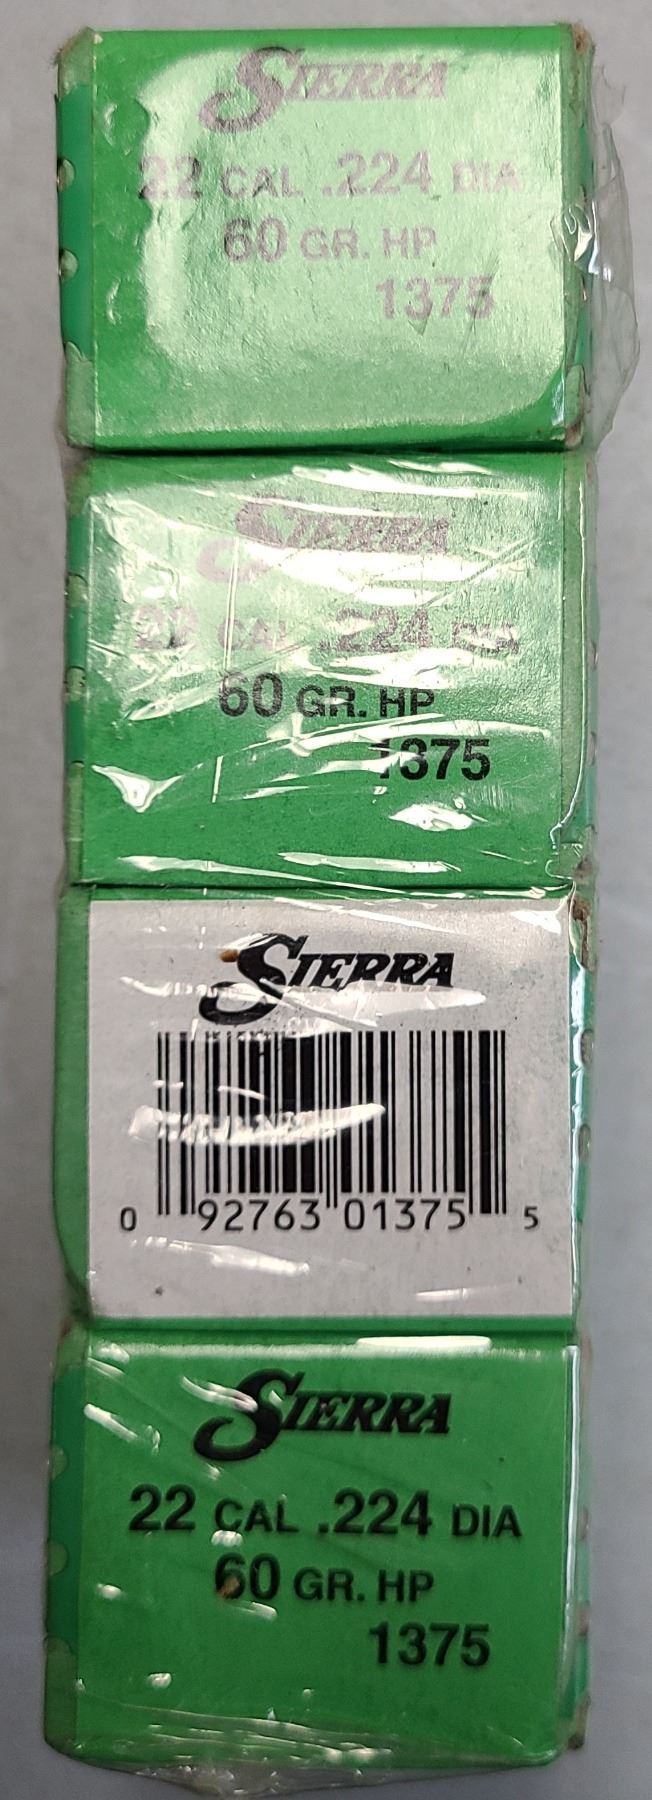 SIERRA
22 CAL .224 DIA
60 GR. HP
1375
SIERRA
22 CAL .224 DIA
60 GR. HP
1375
SIERRA
0 92763 01375 5
SIERRA
22 CAL .224 DIA
60 GR. HP
1375